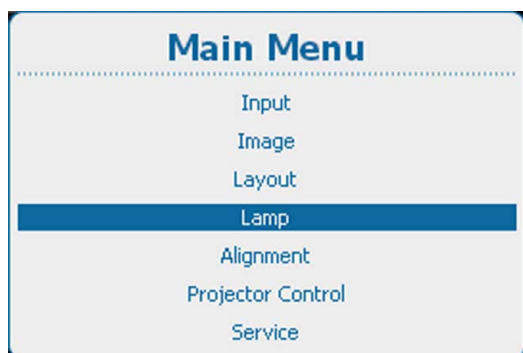 Main Menu
Input
Image
Layout
Lamp
Alignment
Projector Control
Service